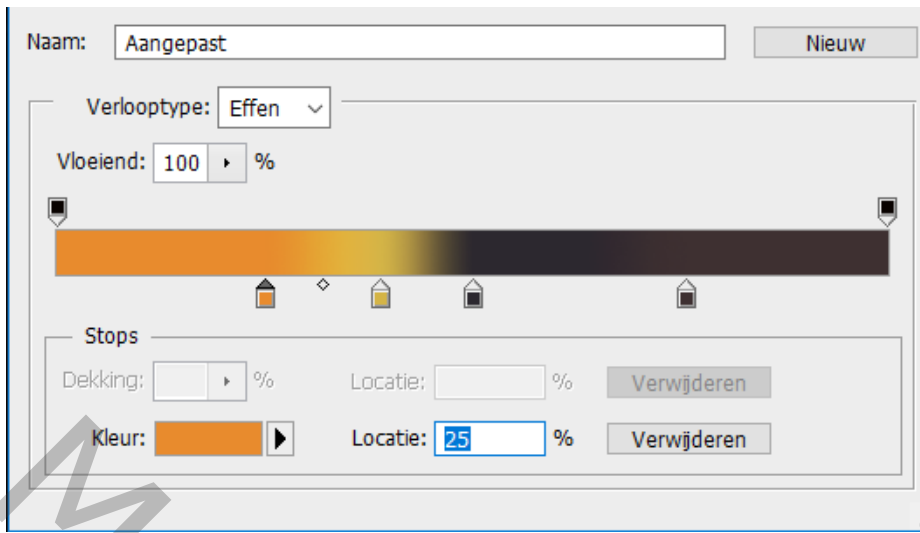 Naam: Aangepast Nieuw
Verlooptype: Effen
Vloeiend: 100 %
Stops
Dekking: % Locatie: % Verwijderen
Kleur: Locatie: 25 % Verwijderen
M